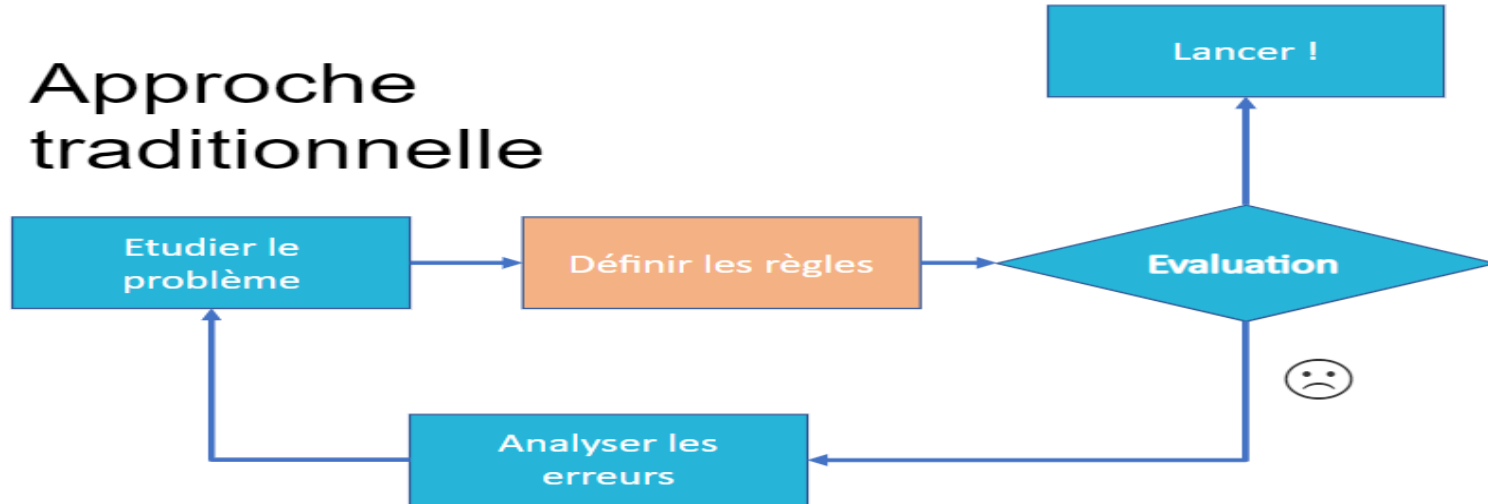 Approche
traditionnelle
Lancer !
Etudier le
problème
Définir les règles
Evaluation
Analyser les
erreurs